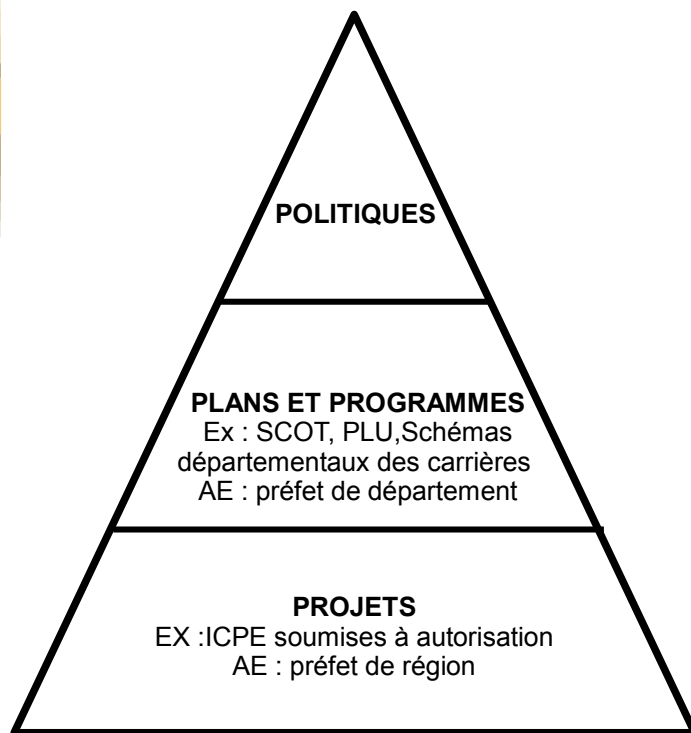 POLITIQUES
PLANS ET PROGRAMMES
Ex : SCOT, PLU,Schémas
départementaux des carrières
AE : préfet de département
PROJETS
EX :ICPE soumises à autorisation
AE : préfet de région